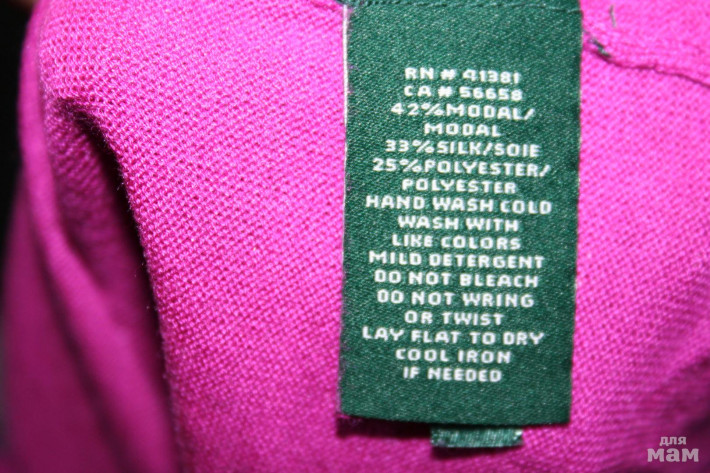 RN # 41381
CA # 56658
42%MODAL/
MODAL
33%SILK/SOIE
25%POLYESTER/
POLYESTER
HAND WASH COLD
WASH WITH
LIKE COLORS
MILD DETERGENT
DO NOT BLEACH
DO NOT WRING
OR TWIST
LAY FLAT TO DRY
COOL IRON
IF NEEDED
для
мам